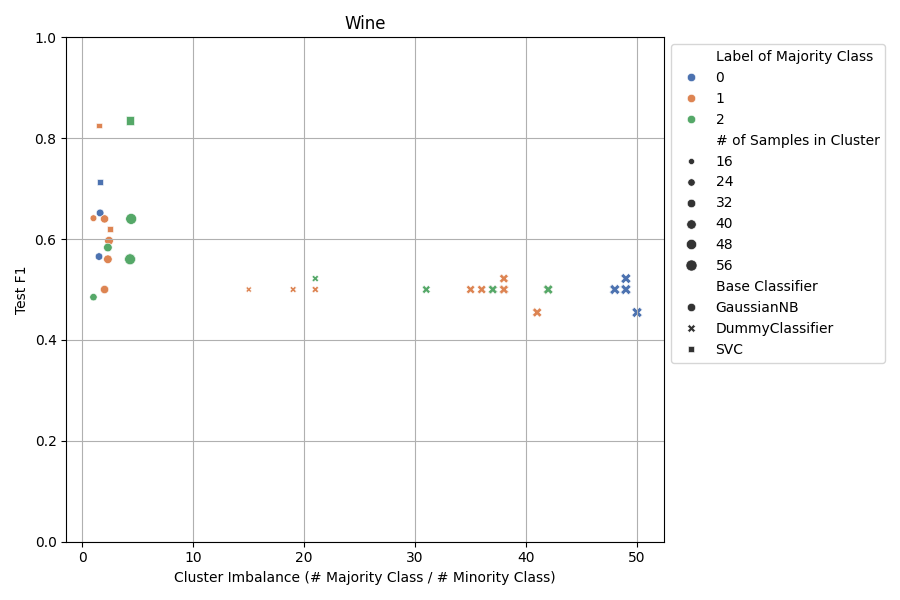 Wine
1.0
0.8
0.6
0.4
0.2
0.0
Test F1
0 10 20 30 40 50
Cluster Imbalance (# Majority Class / # Minority Class)
Label of Majority Class
0
1
2
# of Samples in Cluster
16
24
32
40
48
56
Base Classifier
GaussianNB
DummyClassifier
SVC